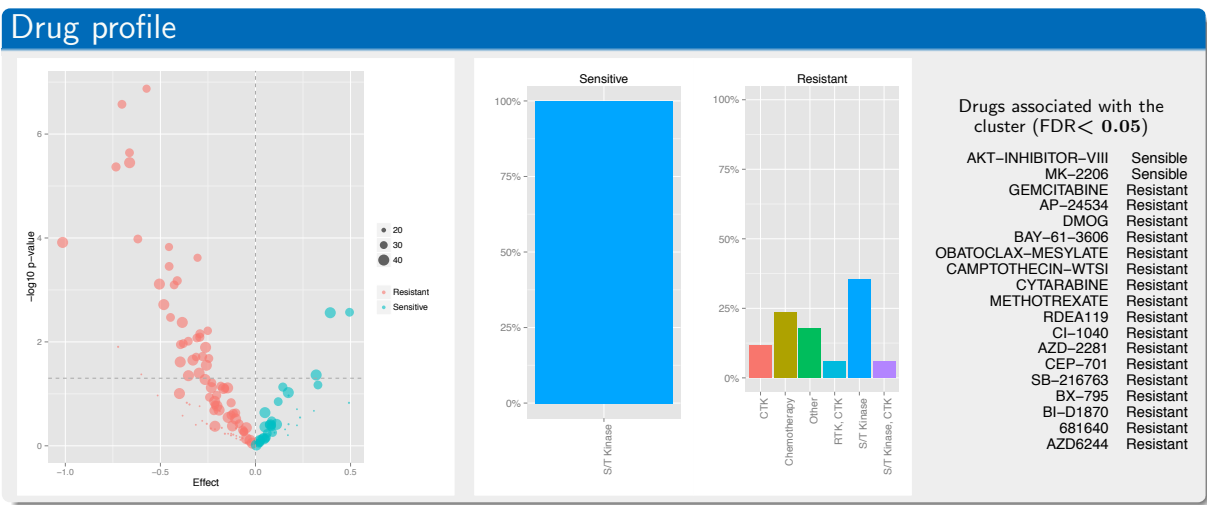 Drug profile
6
4
2
0
−log10 p−value
−1.0
−0.5
0.0
0.5
Effect
20
30
40
Resistant
Sensitive
Sensitive
100%
75%
50%
25%
0%
S/T Kinase
Resistant
100%
75%
50%
25%
0%
CTK
Chemotherapy
Other
RTK, CTK
S/T Kinase
S/T Kinase, CTK
Drugs associated with the
cluster (FDR< 0.05)
AKT−INHIBITOR−VIII Sensible
MK−2206 Sensible
GEMCITABINE Resistant
AP−24534 Resistant
DMOG Resistant
BAY−61−3606 Resistant
OBATOCLAX−MESYLATE Resistant
CAMPTOTHECIN−WTSI Resistant
CYTARABINE Resistant
METHOTREXATE Resistant
RDEA119 Resistant
CI−1040 Resistant
AZD−2281 Resistant
CEP−701 Resistant
SB−216763 Resistant
BX−795 Resistant
BI−D1870 Resistant
681640 Resistant
AZD6244 Resistant